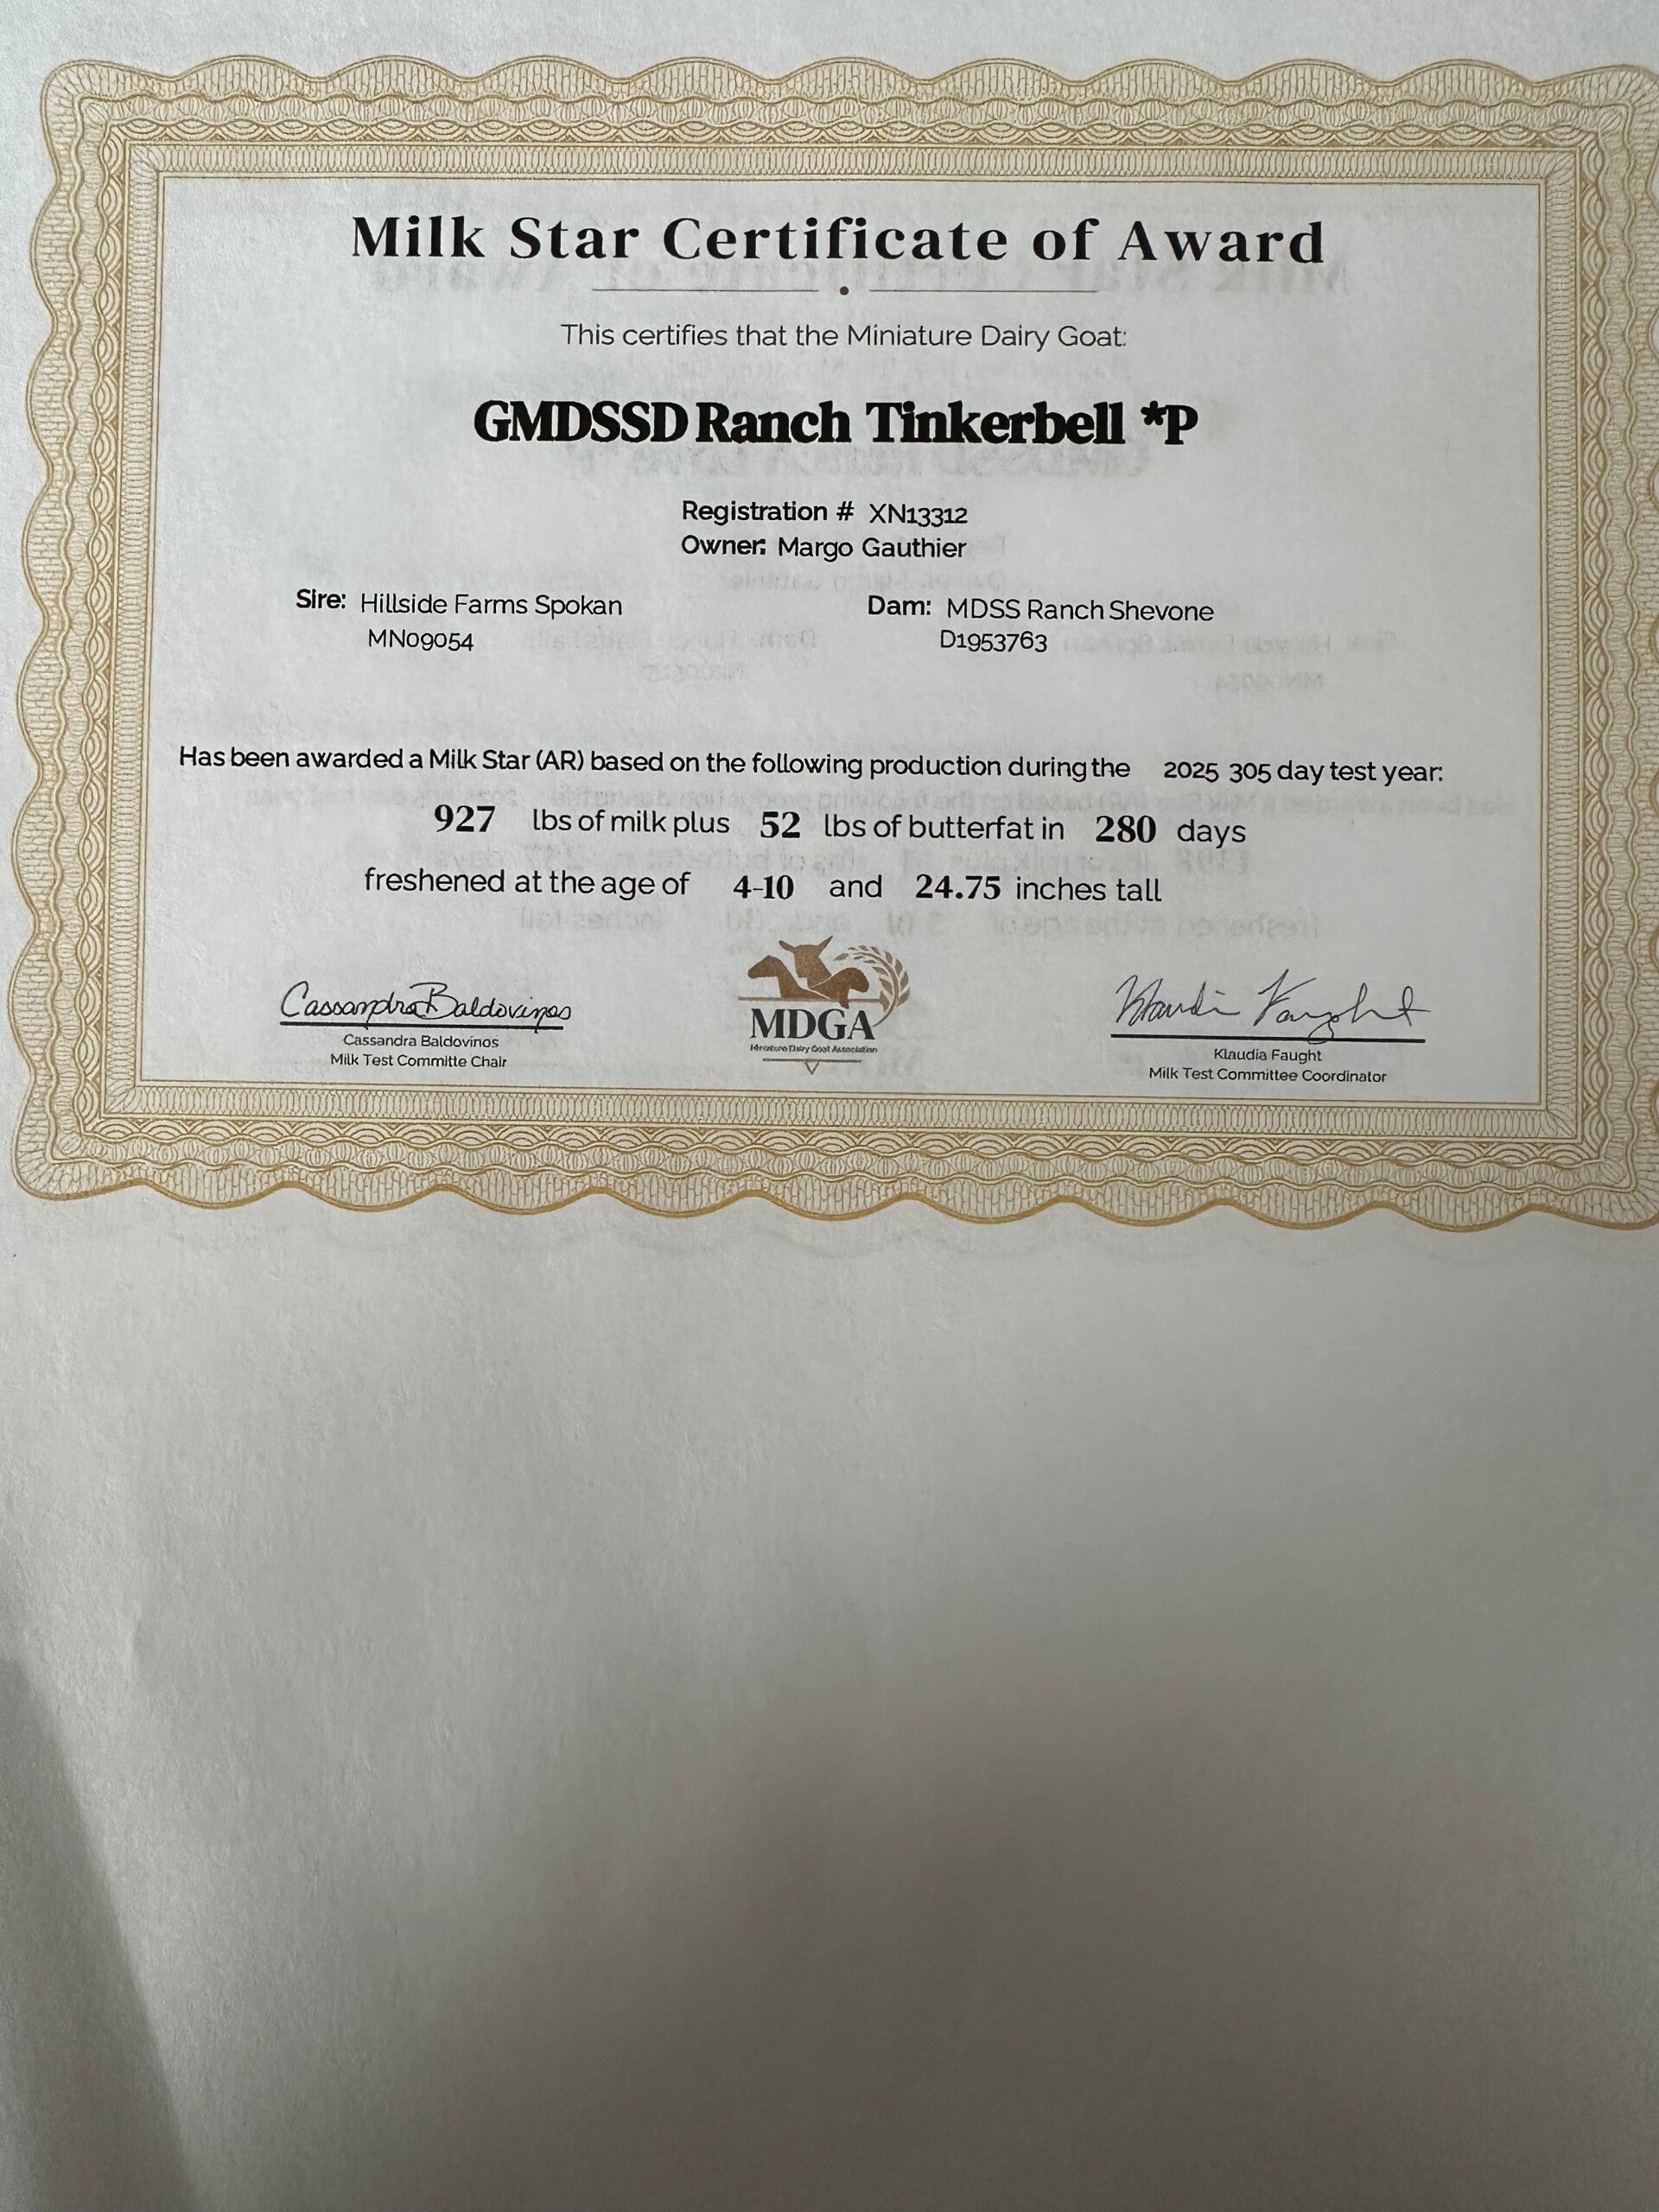 Milk Star Certificate of Award
This certifies that the Miniature Dairy Goat:
GMDSSD Ranch Tinkerbell *P
Registration # XN13312
Owner: Margo Gauthier
Sire: Hillside Farms Spokan
MN09054
Dam: MDSS Ranch Shevone
D1953763
Has been awarded a Milk Star (AR) based on the following production during the 2025 305 day test year:
927 lbs of milk plus 52 lbs of butterfat in 280 days
freshened at the age of 4-10 and 24.75 inches tall
Cassandra Baldovinos
Cassandra Baldovinos
Milk Test Committe Chair
MDGA
Miniature Dairy Goat Association
Klaudia Faught
Klaudia Faught
Milk Test Committee Coordinator